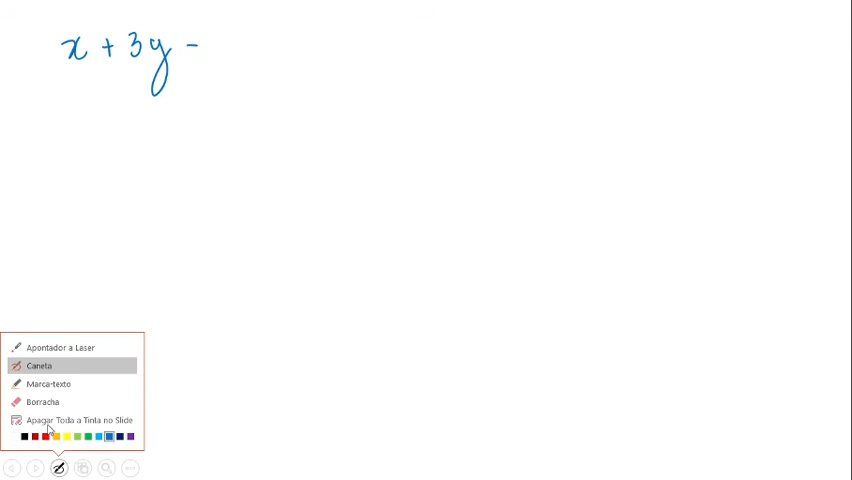 x + 3y -
Apontador a Laser
Caneta
Marca-texto
Borracha
Apagar Toda a Tinta no Slide